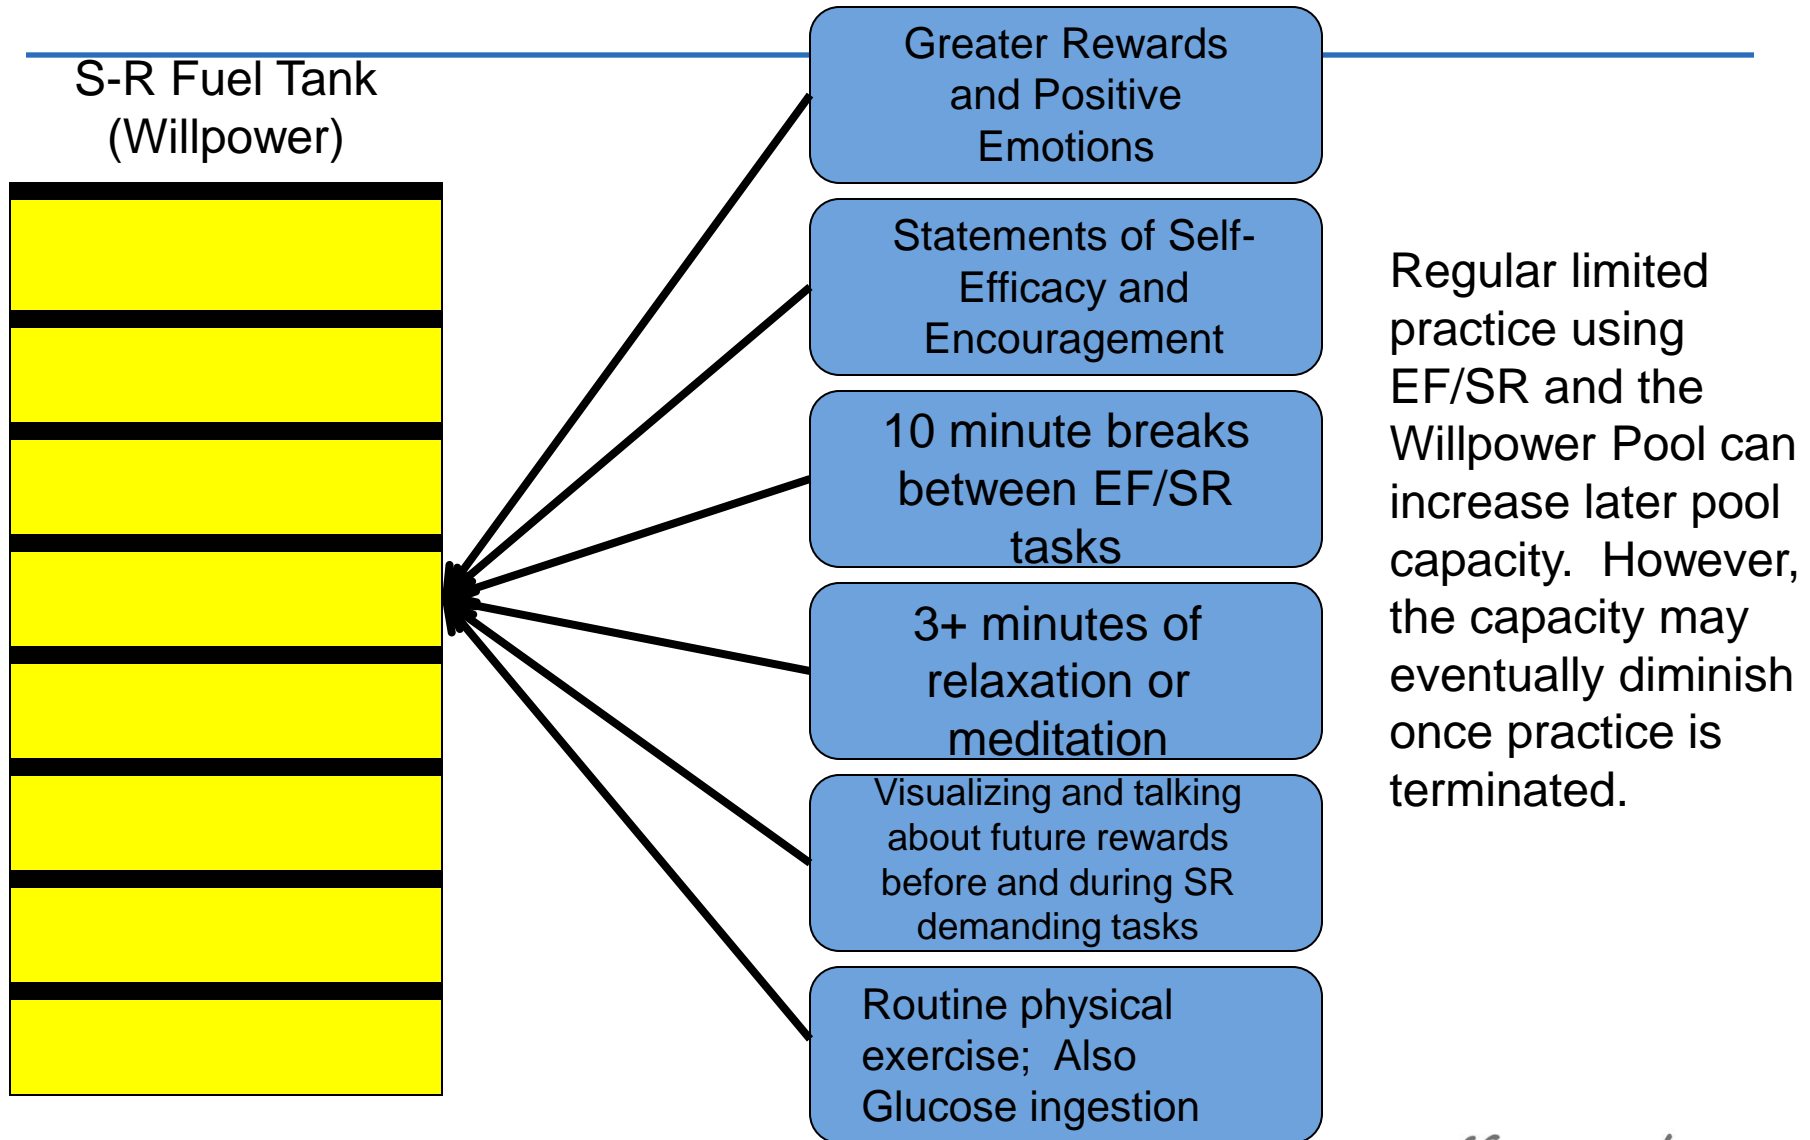 S-R Fuel Tank
(Willpower)
Greater Rewards
and Positive
Emotions
Statements of Self-
Efficacy and
Encouragement
10 minute breaks
between EF/SR
tasks
3+ minutes of
relaxation or
meditation
Visualizing and talking
about future rewards
before and during SR
demanding tasks
Routine physical
exercise;  Also
Glucose ingestion
Regular limited
practice using
EF/SR and the
Willpower Pool can
increase later pool
capacity.  However,
the capacity may
eventually diminish
once practice is
terminated.